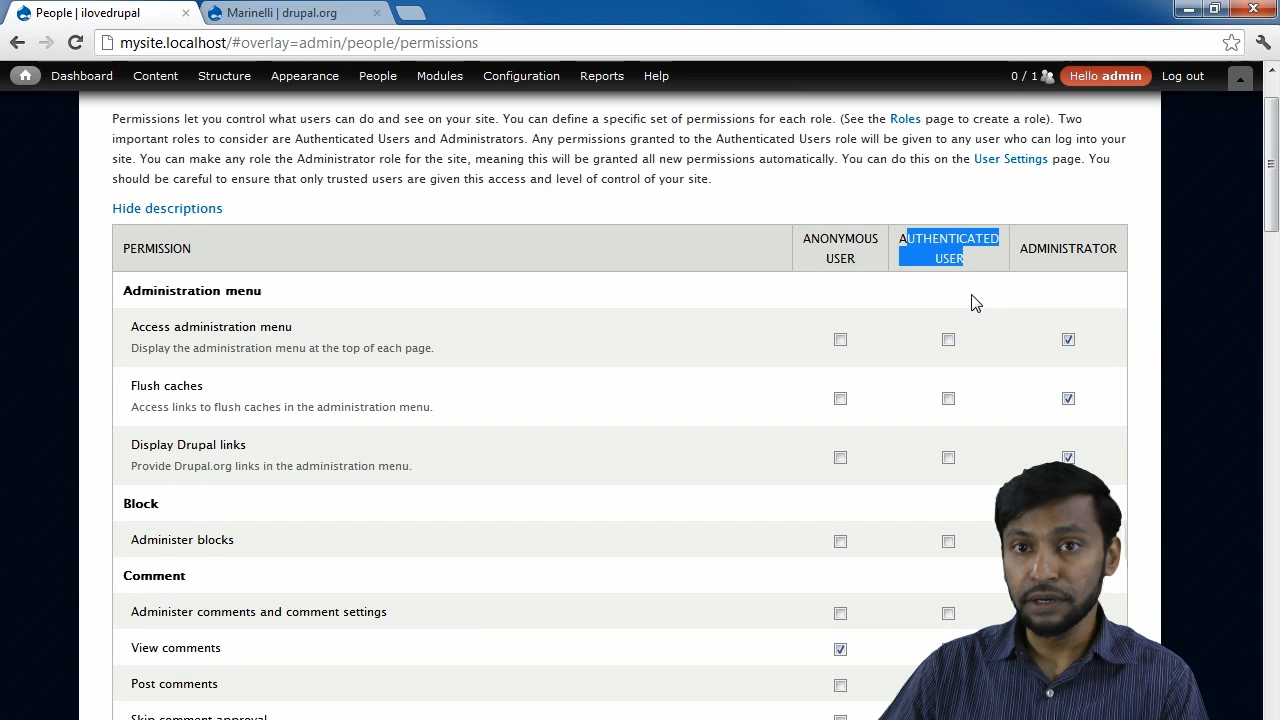 People | ilovedrupal
Marinelli | drupal.org
mysite.localhost/#overlay=admin/people/permissions
Dashboard Content Structure Appearance People Modules Configuration Reports Help 0 / 1 Hello admin Log out
Permissions let you control what users can do and see on your site. You can define a specific set of permissions for each role. (See the Roles page to create a role). Two
important roles to consider are Authenticated Users and Administrators. Any permissions granted to the Authenticated Users role will be given to any user who can log into your
site. You can make any role the Administrator role for the site, meaning this will be granted all new permissions automatically. You can do this on the User Settings page. You
should be careful to ensure that only trusted users are given this access and level of control of your site.
Hide descriptions
PERMISSION
ANONYMOUS
USER
AUTHENTICATED
USER
ADMINISTRATOR
Administration menu
Access administration menu
Display the administration menu at the top of each page.
Flush caches
Access links to flush caches in the administration menu.
Display Drupal links
Provide Drupal.org links in the administration menu.
Block
Administer blocks
Comment
Administer comments and comment settings
View comments
Post comments
Skip comment approval